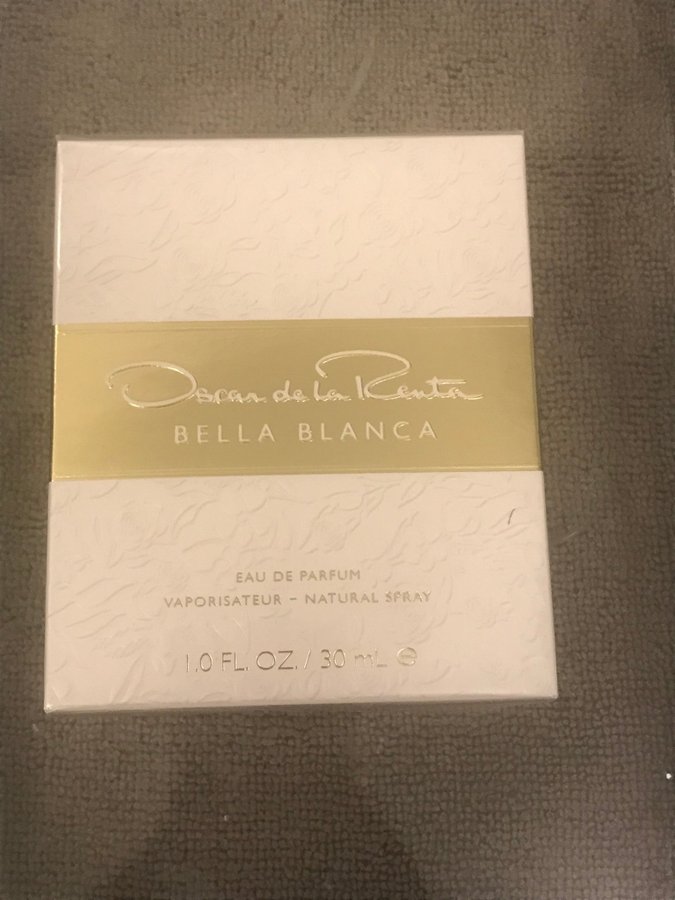 Oscar de la Renta
BELLA BLANCA
EAU DE PARFUM
VAPORISATEUR – NATURAL SPRAY
1.0 FL. OZ. / 30 mL ℮